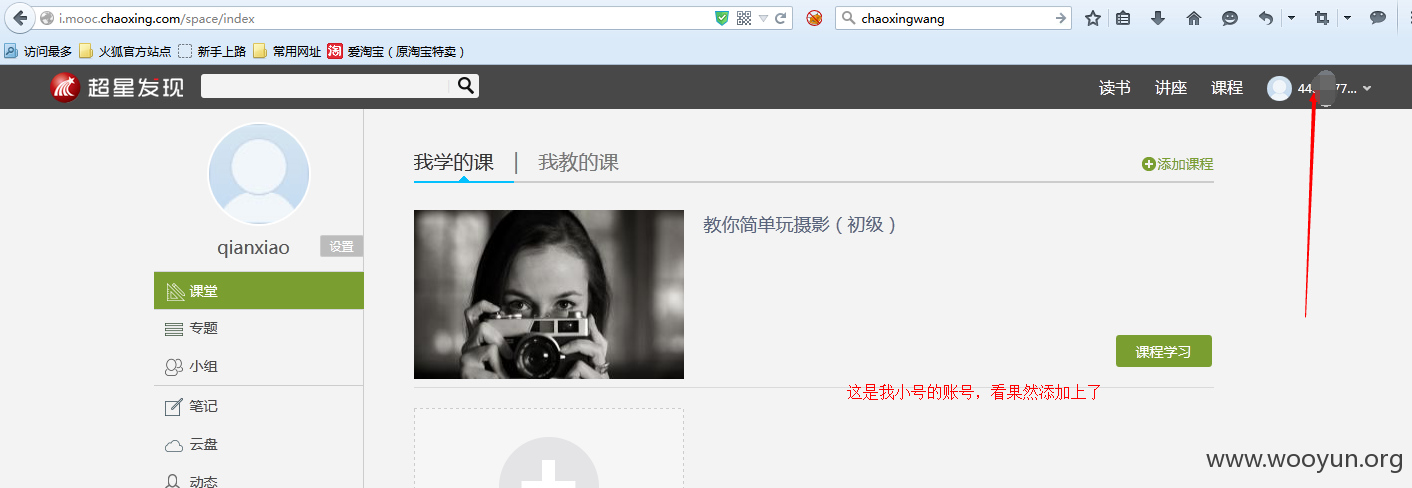 i.mooc.chaoxing.com/space/index
chaoxingwang
访问最多 火狐官方站点 新手上路 常用网址 淘 爱淘宝（原淘宝特卖）
超星发现
读书 讲座 课程
77...
我学的课 | 我教的课
添加课程
教你简单玩摄影（初级）
qianxiao
设置
课堂
专题
小组
课程学习
这是我小号的账号，看果然添加上了
笔记
云盘
动态
www.wooyun.org